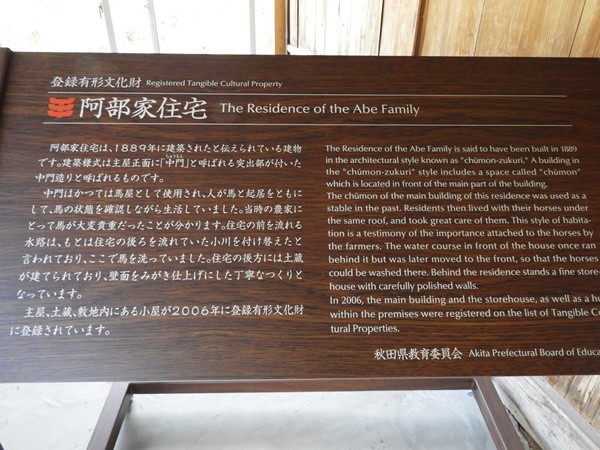 登録有形文化財 Registered Tangible Cultural Property
阿部家住宅 The Residence of the Abe Family
阿部家住宅は、1889年に建築されたと伝えられている建物
です。建築様式は主屋正面に「中門」と呼ばれる突出部が付いた
中門造りと呼ばれるものです。
中門はかつては馬屋として使用され、人が馬と起居をともに
して、馬の状態を確認しながら生活していました。当時の農家に
とって馬が大変貴重だったことが分かります。住宅の前を流れる
水路は、もとは住宅の後ろを流れていた小川を付け替えたと
言われており、ここで馬を洗っていました。住宅の後方には土蔵
が建てられており、壁面をみがき仕上げにした丁寧なつくりと
なっています。
主屋、土蔵、敷地内にある小屋が2006年に登録有形文化財
に登録されています。
The Residence of the Abe Family is said to have been built in 1889
in the architectural style known as "chūmon-zukuri." A building in
the "chūmon-zukuri" style includes a space called "chūmon"
which is located in front of the main part of the building.
The chūmon of the main building of this residence was used as a
stable in the past. Residents then lived with their horses under
the same roof, and took great care of them. This style of habita-
tion is a testimony of the importance attached to the horses by
the farmers. The water course in front of the house once ran
behind it but was later moved to the front, so that the horses
could be washed there. Behind the residence stands a fine store-
house with carefully polished walls.
In 2006, the main building and the storehouse, as well as a
within the premises were registered on the list of Tangible
tural Properties.
秋田県教育委員会 Akita Prefectural Board of